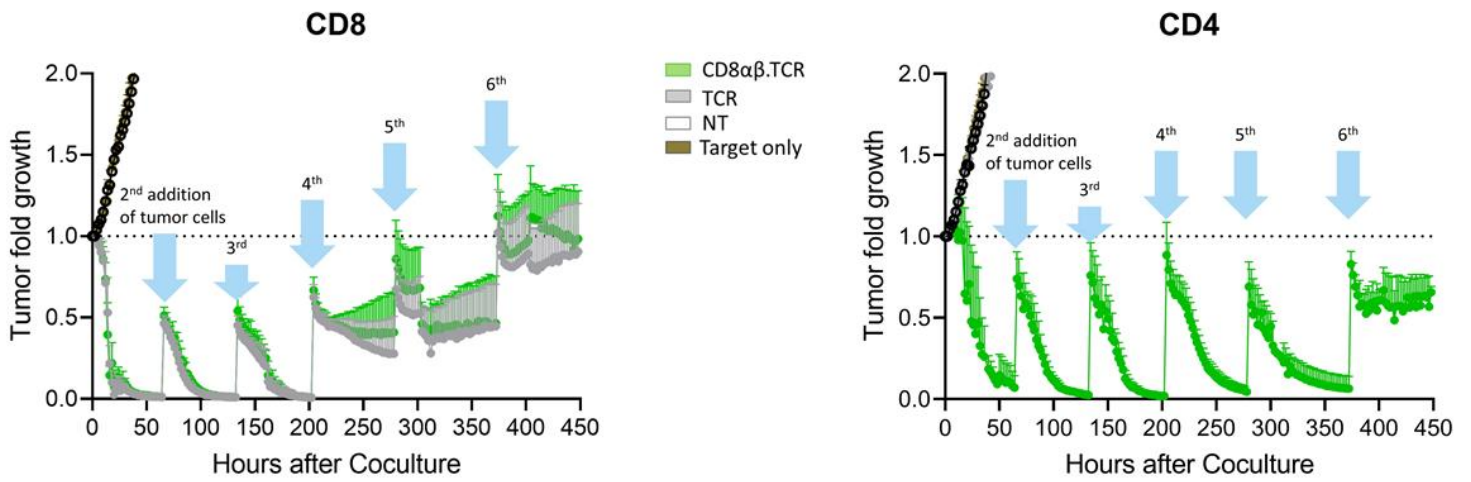 CD8
Tumor fold growth
2.0
1.5
1.0
0.5
0.0
2nd addition
of tumor cells
3rd
4th
5th
6th
0 50 100 150 200 250 300 350 400 450
Hours after Coculture
CD8αβ.TCR
TCR
NT
Target only
CD4
Tumor fold growth
2.0
1.5
1.0
0.5
0.0
2nd addition
of tumor cells
3rd
4th
5th
6th
0 50 100 150 200 250 300 350 400 450
Hours after Coculture